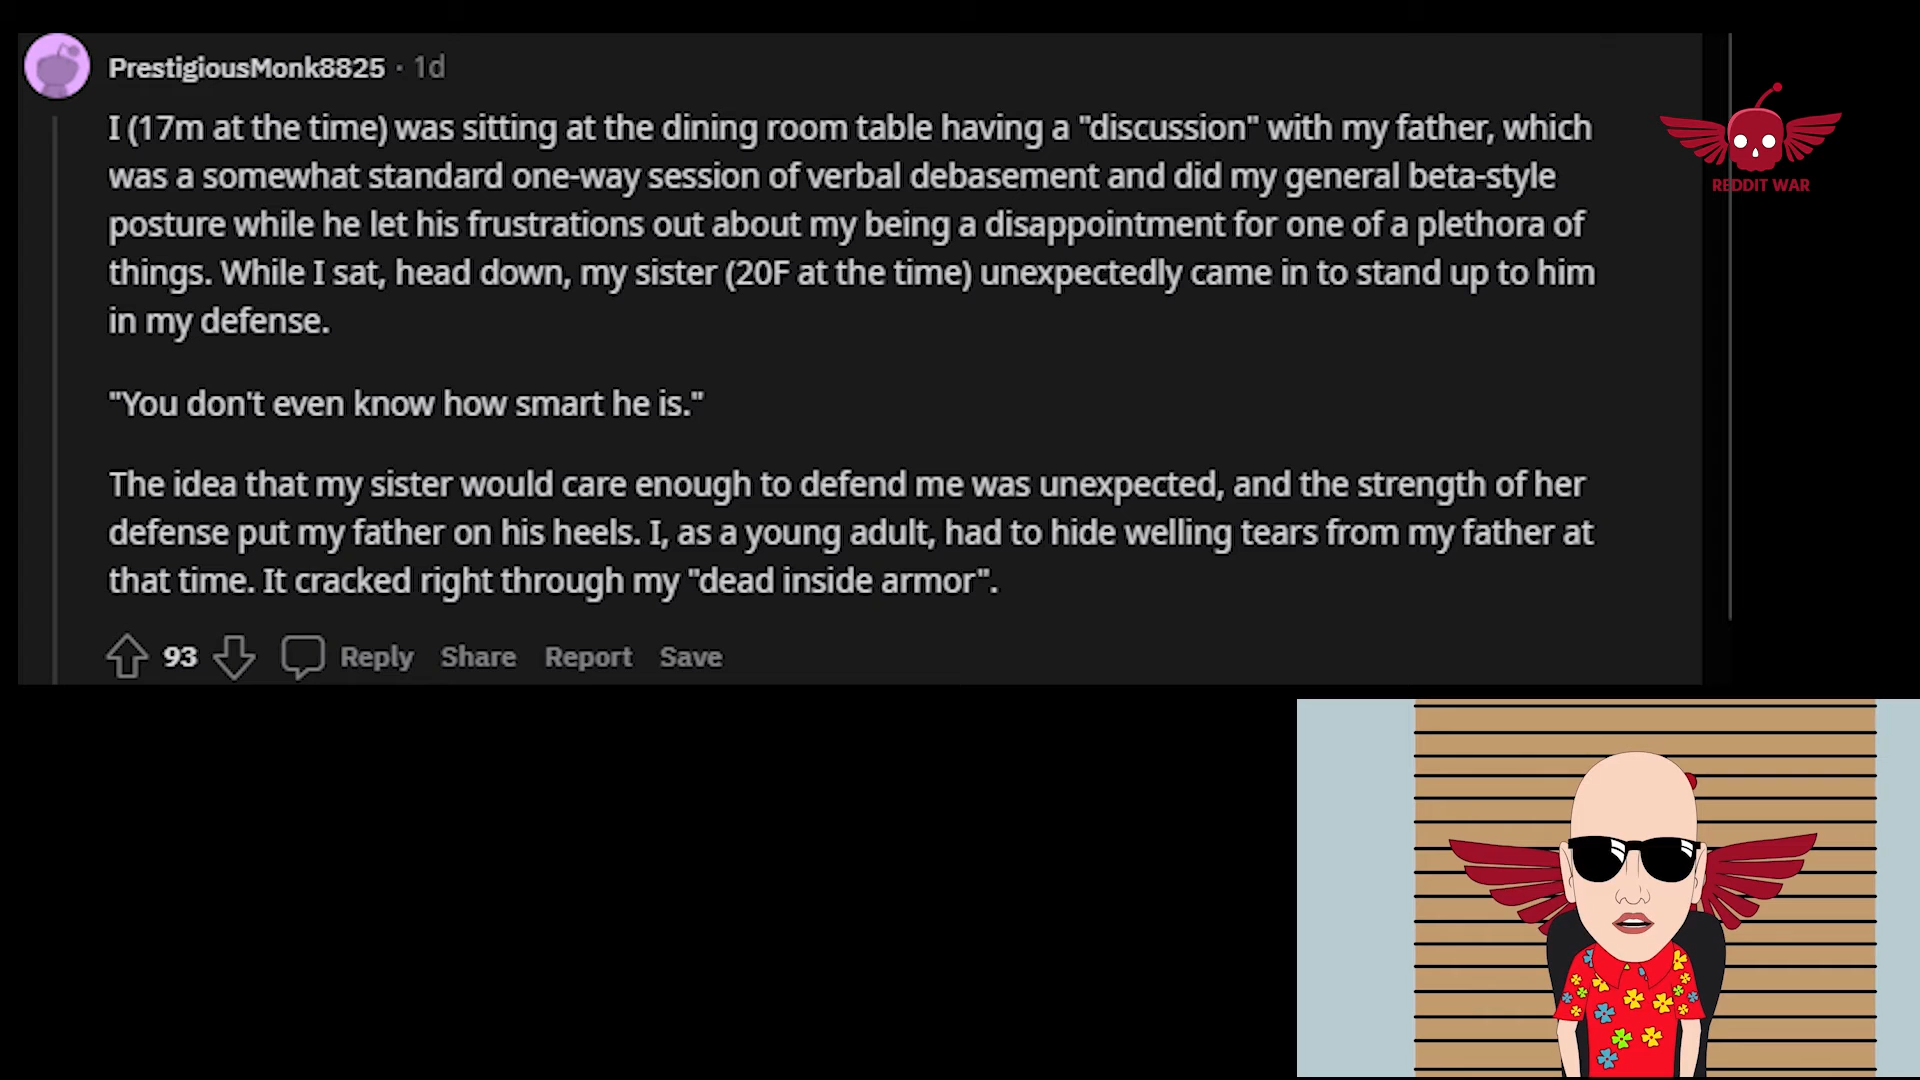 PrestigiousMonk8825 · 1d
I (17m at the time) was sitting at the dining room table having a "discussion" with my father, which
was a somewhat standard one-way session of verbal debasement and did my general beta-style
posture while he let his frustrations out about my being a disappointment for one of a plethora of
things. While I sat, head down, my sister (20F at the time) unexpectedly came in to stand up to him
in my defense.
"You don't even know how smart he is."
The idea that my sister would care enough to defend me was unexpected, and the strength of her
defense put my father on his heels. I, as a young adult, had to hide welling tears from my father at
that time. It cracked right through my "dead inside armor".
93 Reply Share Report Save
REDDIT WAR